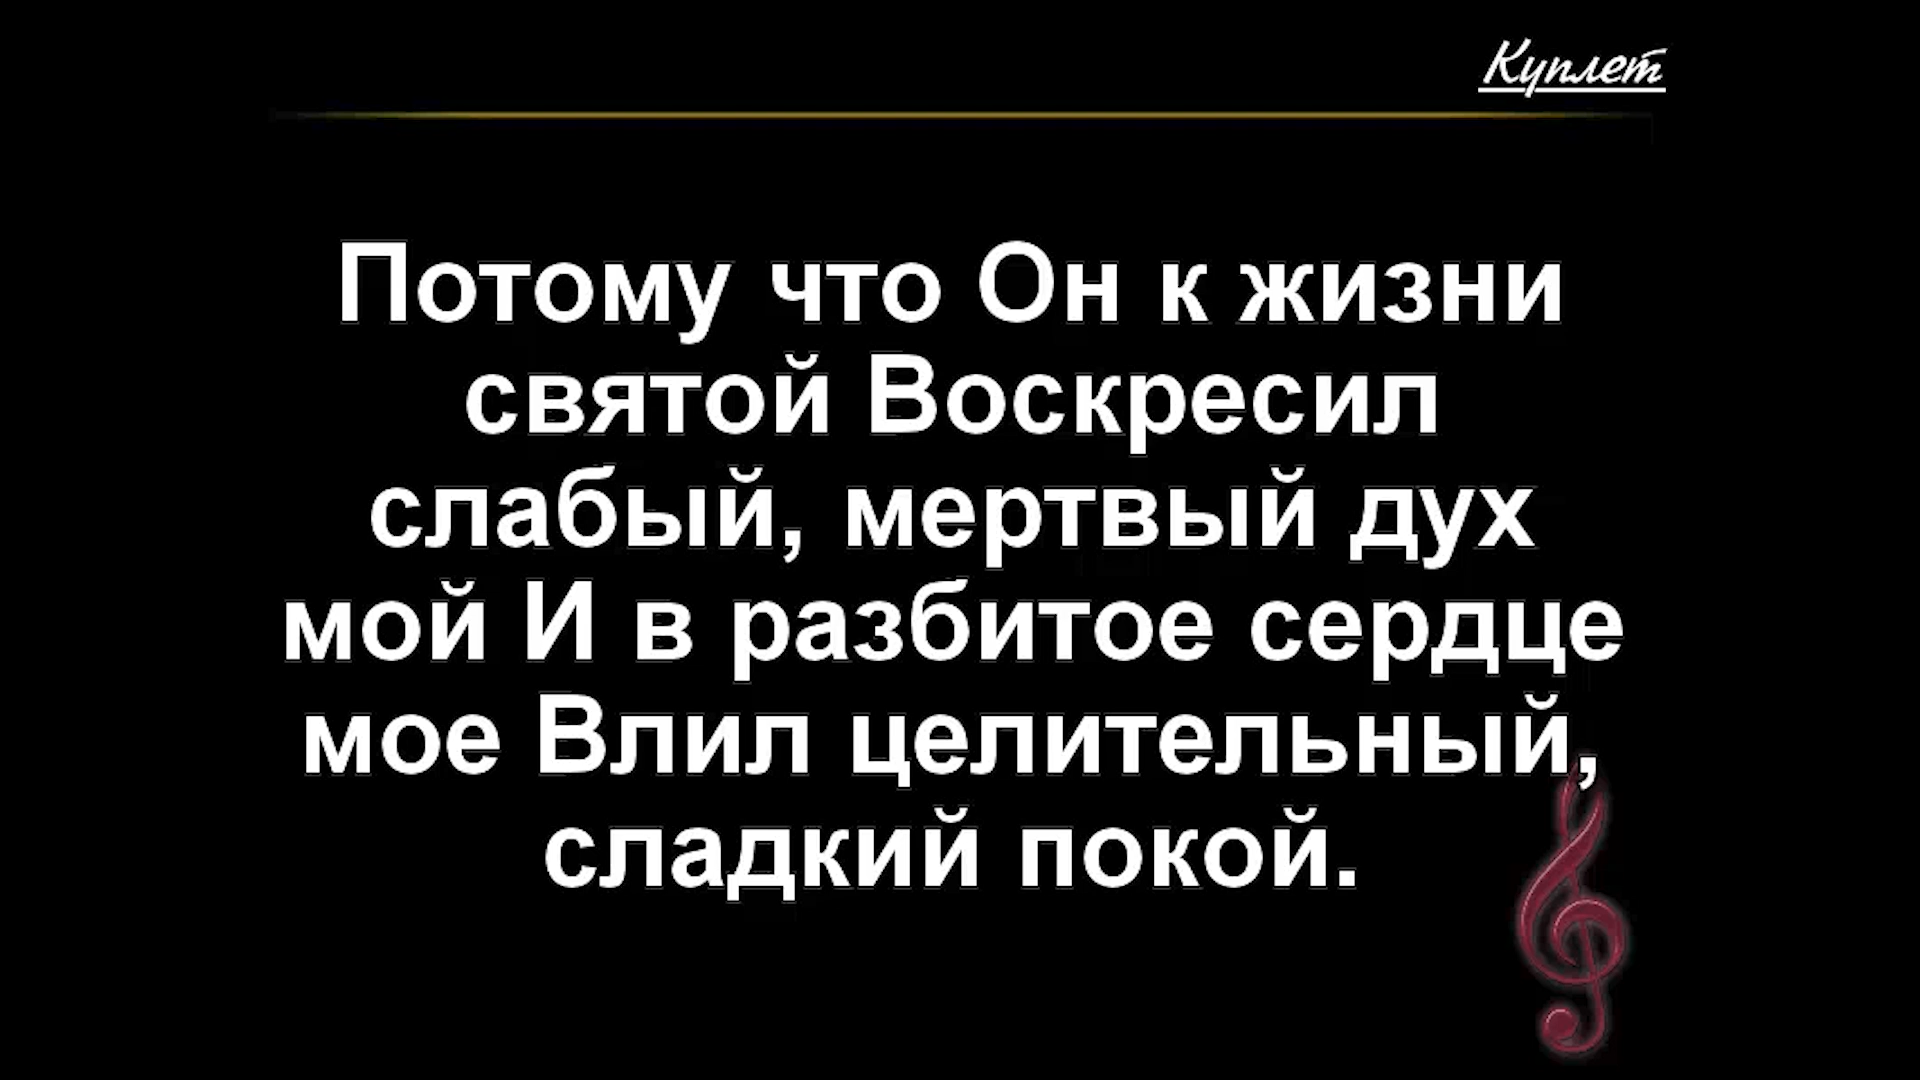 Куплет
Потому что Он к жизни
святой Воскресил
слабый, мертвый дух
мой И в разбитое сердце
мое Влил целительный,
сладкий покой.